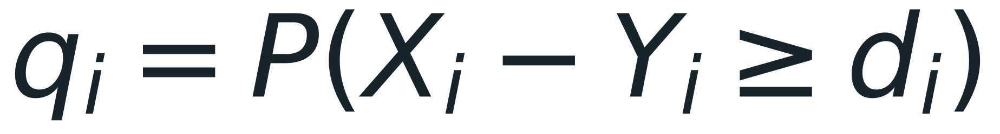 qᵢ = P(Xᵢ − Yᵢ ≥ dᵢ)